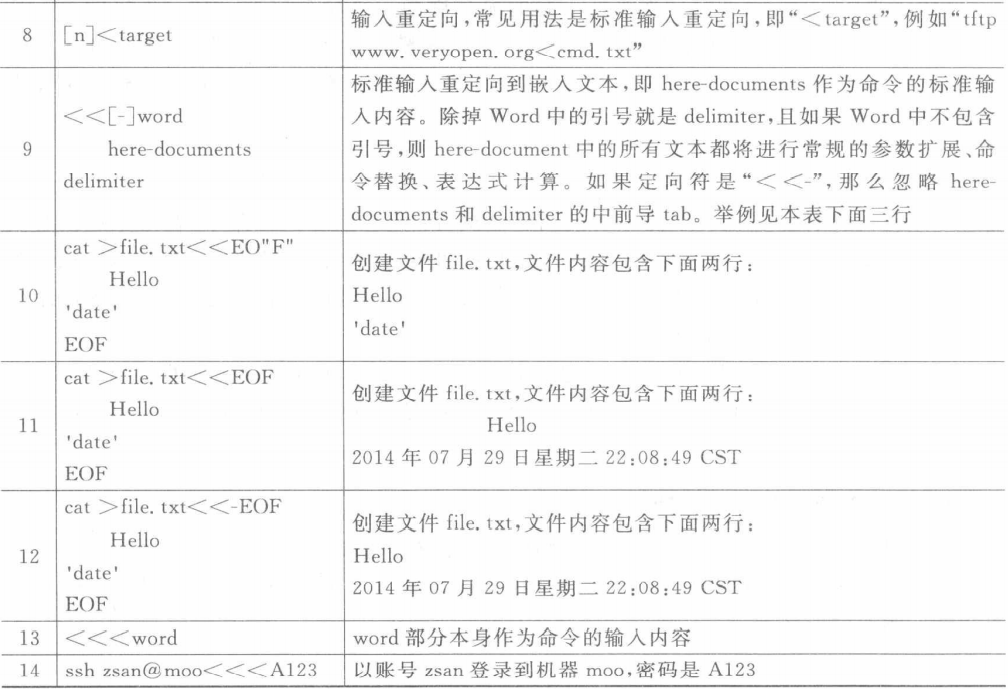 8 [n]<target 输入重定向,常见用法是标准输入重定向,即“<target”,例如“tftp
www. veryopen. org<cmd. txt”
9 <<[-]word
here-documents
delimiter
标准输入重定向到嵌入文本,即 here-documents 作为命令的标准输
入内容。除掉 Word 中的引号就是 delimiter,且如果 Word 中不包含
引号,则 here-document 中的所有文本都将进行常规的参数扩展、命
令替换、表达式计算。如果定向符是“<<-”,那么忽略 here-
documents 和 delimiter 的中前导 tab。举例见本表下面三行
10 cat >file. txt<<EO"F"
Hello
'date'
EOF
创建文件 file. txt,文件内容包含下面两行:
Hello
'date'
11 cat >file. txt<<EOF
Hello
'date'
EOF
创建文件 file. txt,文件内容包含下面两行:
Hello
2014 年 07 月 29 日星期二 22:08:49 CST
12 cat >file. txt<<-EOF
Hello
'date'
EOF
创建文件 file. txt,文件内容包含下面两行:
Hello
2014 年 07 月 29 日星期二 22:08:49 CST
13 <<<word word 部分本身作为命令的输入内容
14 ssh zsan@moo<<<A123 以账号 zsan 登录到机器 moo,密码是 A123